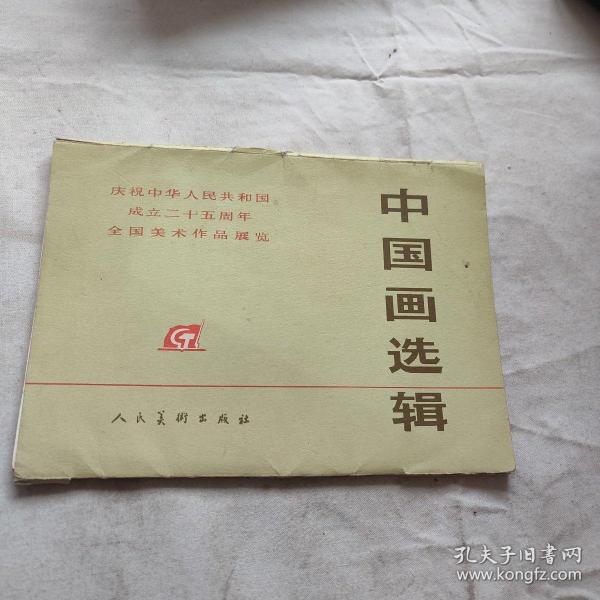 庆祝中华人民共和国
成立二十五周年
全国美术作品展览
中国画选辑
人民美術出版社
孔夫子旧书网
www.kongfz.com